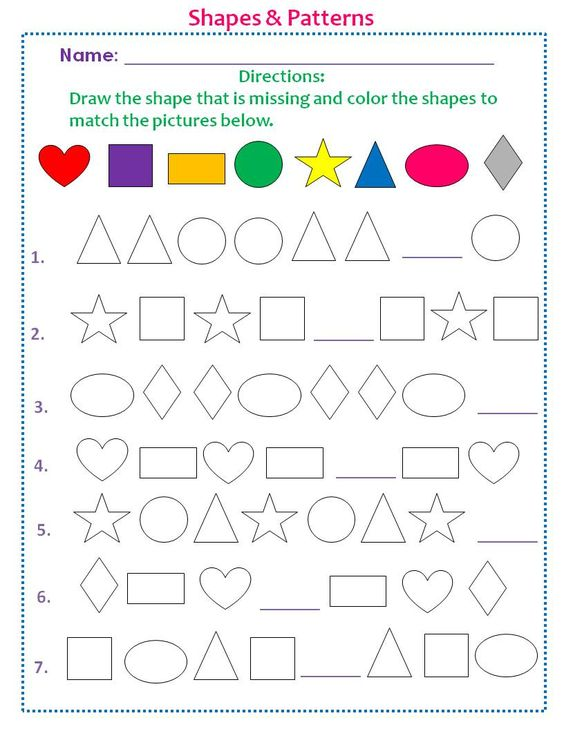 Shapes & Patterns
Name:
Directions:
Draw the shape that is missing and color the shapes to
match the pictures below.
1.
2.
3.
4.
5.
6.
7.